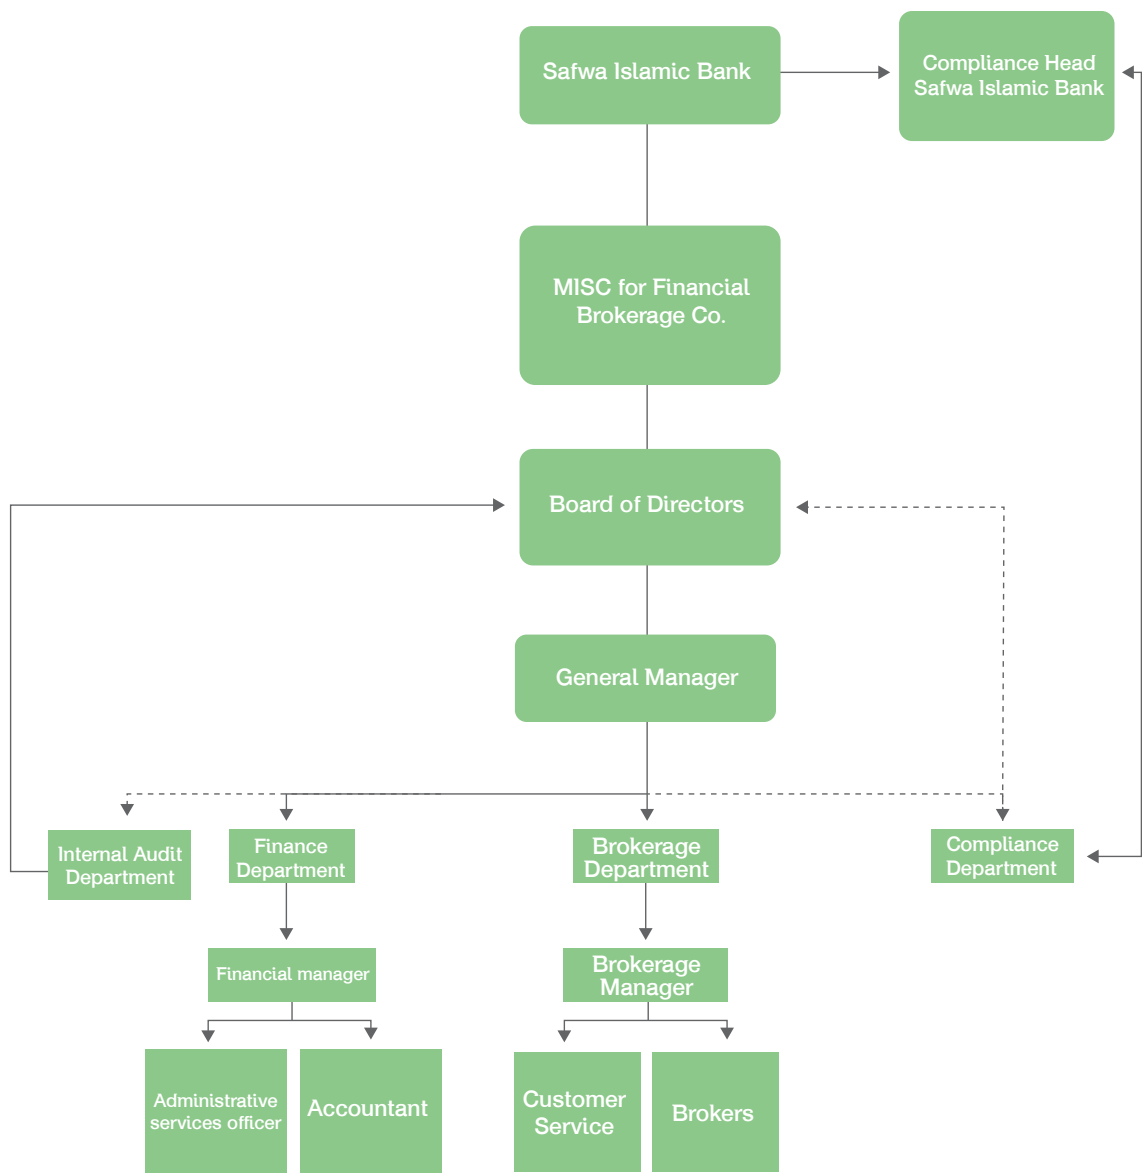 Safwa Islamic Bank
Compliance Head
Safwa Islamic Bank
MISC for Financial
Brokerage Co.
Board of Directors
General Manager
Internal Audit
Department
Finance
Department
Brokerage
Department
Compliance
Department
Financial manager
Brokerage
Manager
Administrative
services officer
Accountant
Customer
Service
Brokers